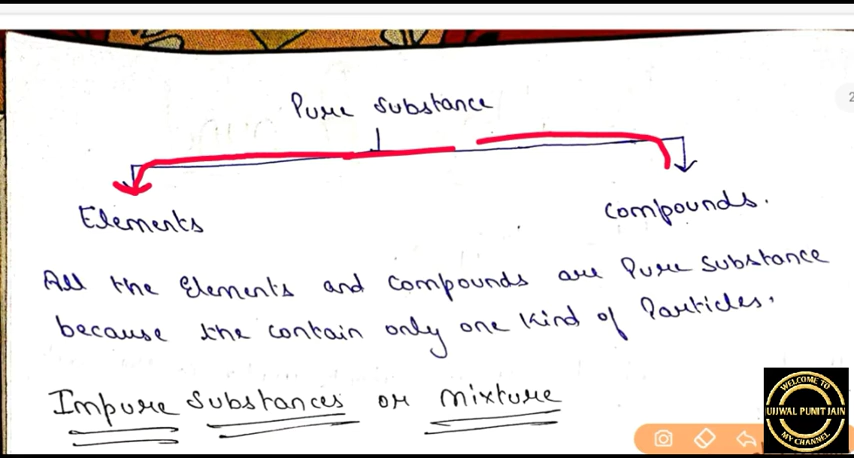 Pure Substance
Elements
Compounds.
All the Elements and Compounds are Pure Substance
because the contain only one kind of Particles.
Impure Substances or mixture
2
WELCOME TO
UJJWAL PUNIT JAIN
MY CHANNEL